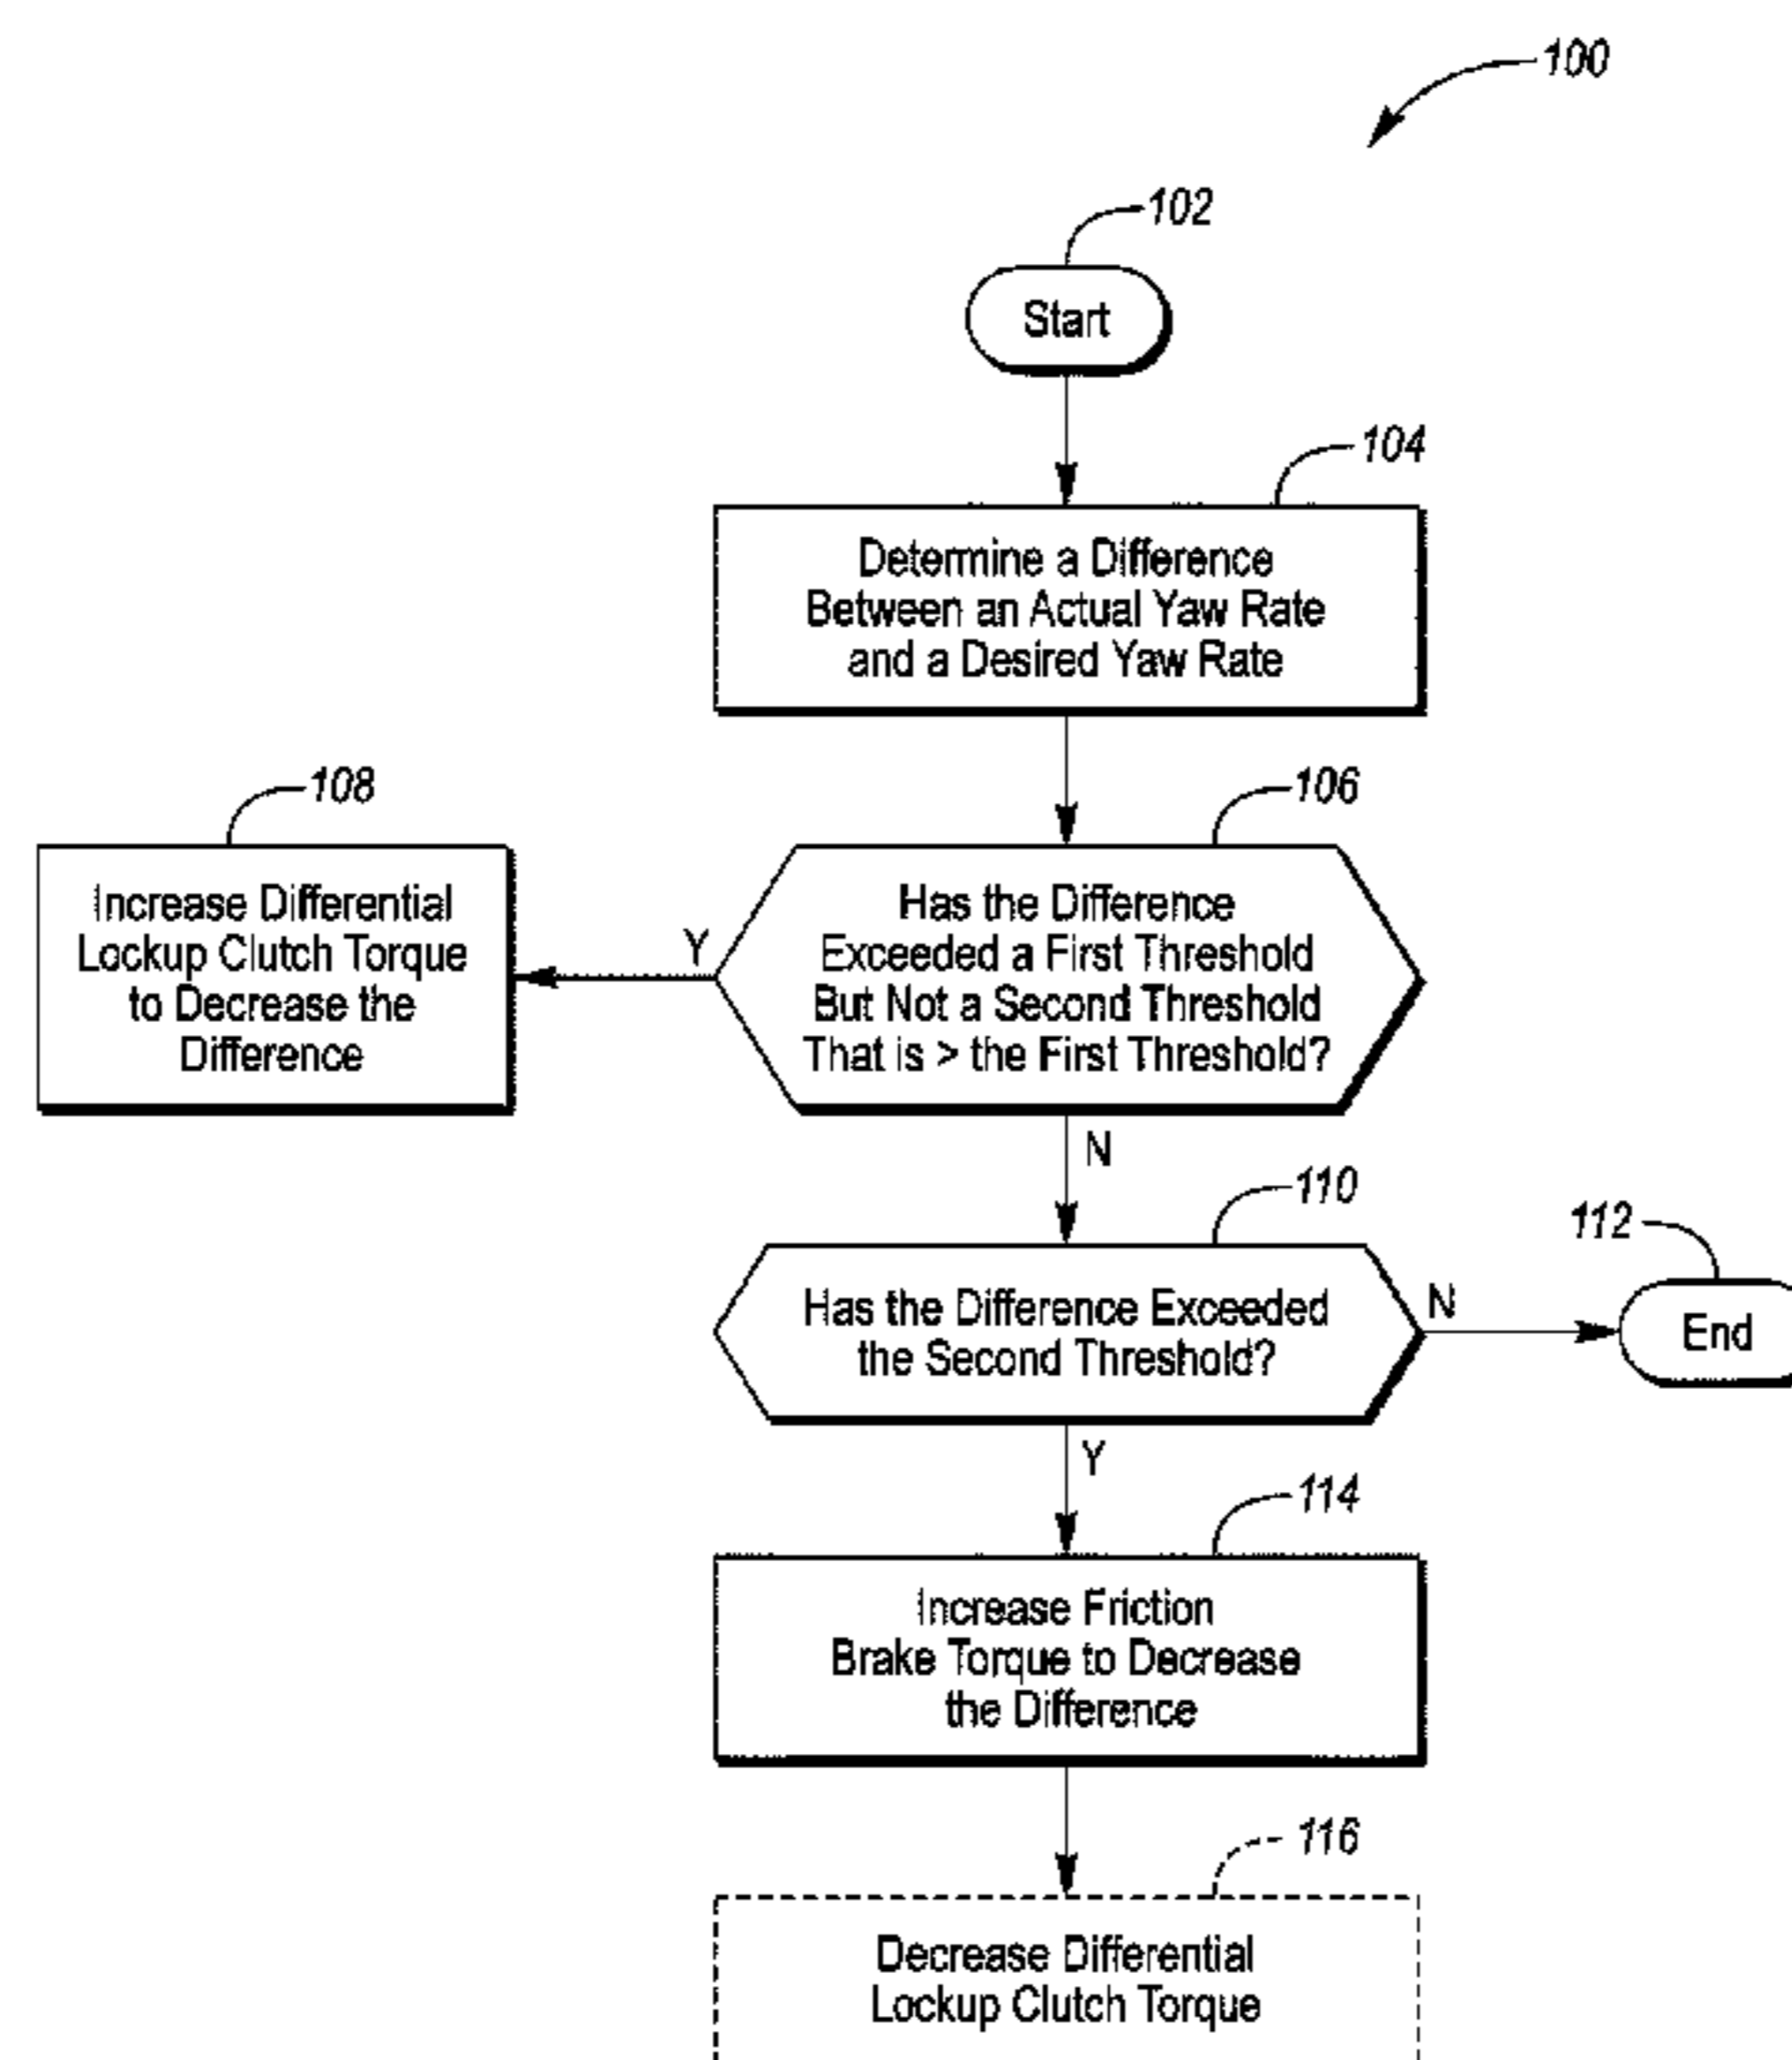 100
102
Start
104
Determine a Difference
Between an Actual Yaw Rate
and a Desired Yaw Rate
108
106
Increase Differential
Lockup Clutch Torque
to Decrease the
Difference
Y
Has the Difference
Exceeded a First Threshold
But Not a Second Threshold
That is > the First Threshold?
N
110
112
Has the Difference Exceeded
the Second Threshold?
N
End
Y
114
Increase Friction
Brake Torque to Decrease
the Difference
116
Decrease Differential
Lockup Clutch Torque